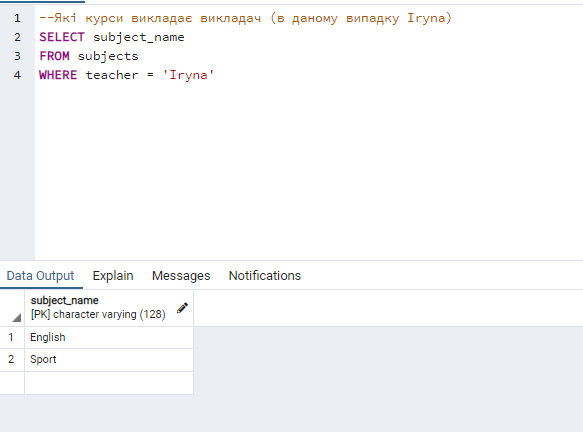 1 --Які курси викладає викладач (в даному випадку Iryna)
2 SELECT subject_name
3 FROM subjects
4 WHERE teacher = 'Iryna'
Data Output Explain Messages Notifications
subject_name
[PK] character varying (128)
1 English
2 Sport